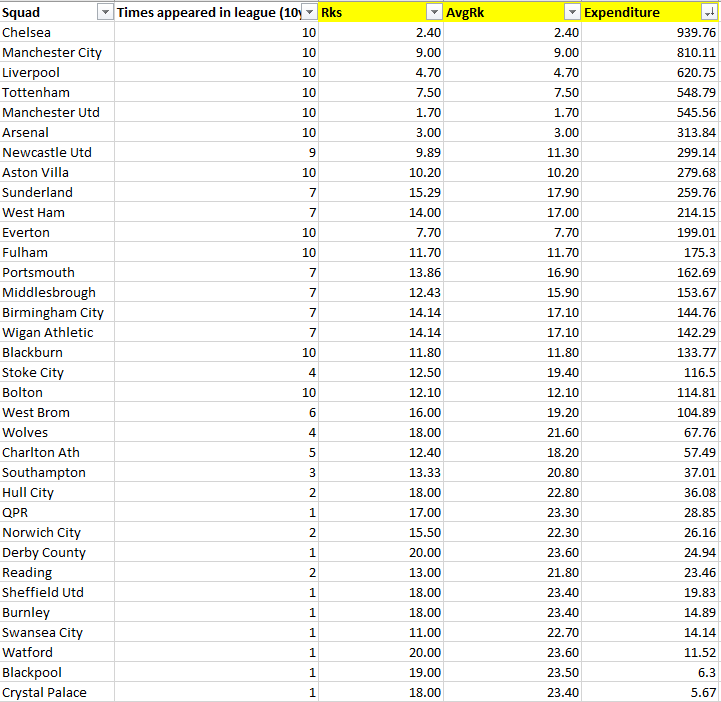 Squad Times appeared in league (10y Rks AvgRk Expenditure
Chelsea 10 2.40 2.40 939.76
Manchester City 10 9.00 9.00 810.11
Liverpool 10 4.70 4.70 620.75
Tottenham 10 7.50 7.50 548.79
Manchester Utd 10 1.70 1.70 545.56
Arsenal 10 3.00 3.00 313.84
Newcastle Utd 9 9.89 11.30 299.14
Aston Villa 10 10.20 10.20 279.68
Sunderland 7 15.29 17.90 259.76
West Ham 7 14.00 17.00 214.15
Everton 10 7.70 7.70 199.01
Fulham 10 11.70 11.70 175.3
Portsmouth 7 13.86 16.90 162.69
Middlesbrough 7 12.43 15.90 153.67
Birmingham City 7 14.14 17.10 144.76
Wigan Athletic 7 14.14 17.10 142.29
Blackburn 10 11.80 11.80 133.77
Stoke City 4 12.50 19.40 116.5
Bolton 10 12.10 12.10 114.81
West Brom 6 16.00 19.20 104.89
Wolves 4 18.00 21.60 67.76
Charlton Ath 5 12.40 18.20 57.49
Southampton 3 13.33 20.80 37.01
Hull City 2 18.00 22.80 36.08
QPR 1 17.00 23.30 28.85
Norwich City 2 15.50 22.30 26.16
Derby County 1 20.00 23.60 24.94
Reading 2 13.00 21.80 23.46
Sheffield Utd 1 18.00 23.40 19.83
Burnley 1 18.00 23.40 14.89
Swansea City 1 11.00 22.70 14.14
Watford 1 20.00 23.60 11.52
Blackpool 1 19.00 23.50 6.3
Crystal Palace 1 18.00 23.40 5.67